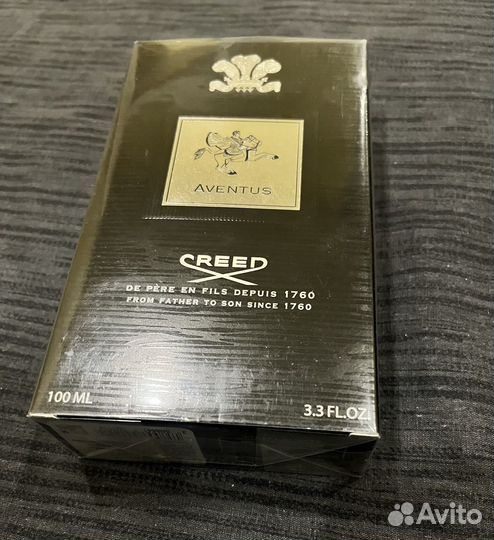 AVENTUS
CREED
DE PÈRE EN FILS DEPUIS 1760
FROM FATHER TO SON SINCE 1760
100 ML
3.3 FL.OZ.
Avito